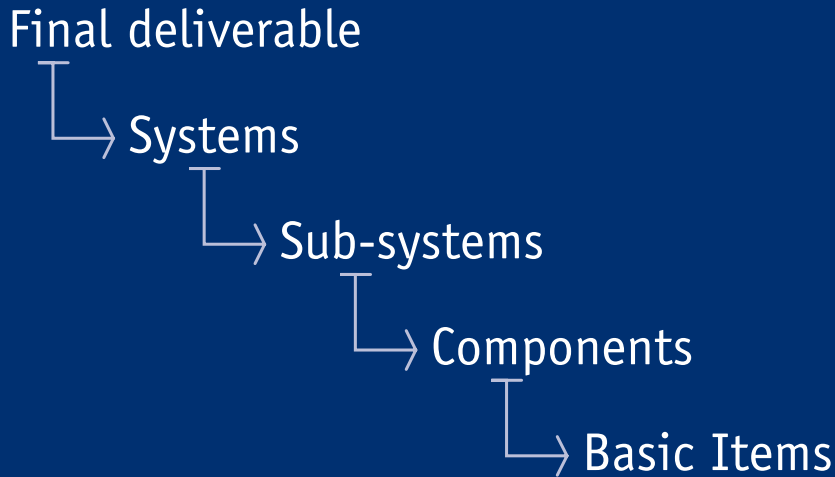 Final deliverable
Systems
Sub-systems
Components
Basic Items